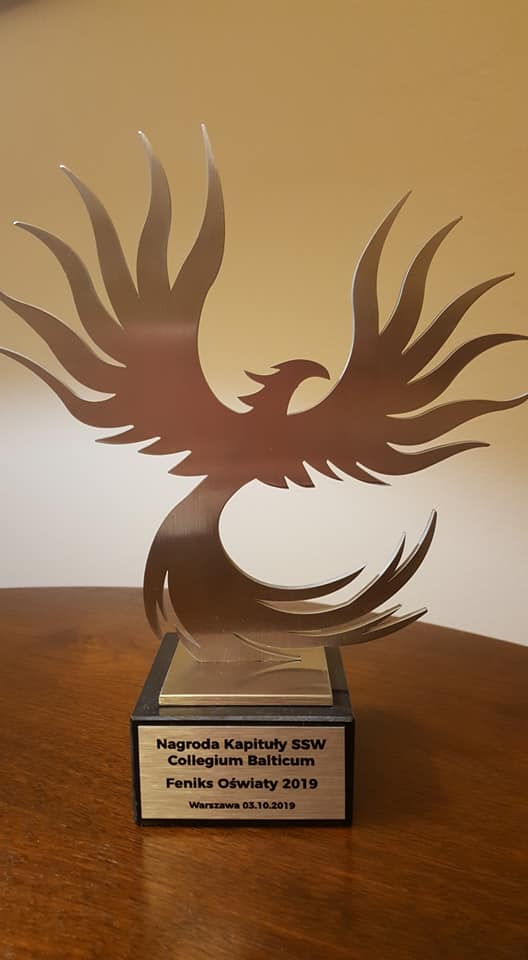 Nagroda Kapituły SSW
Collegium Balticum
Feniks Oświaty 2019
Warszawa 03.10.2019